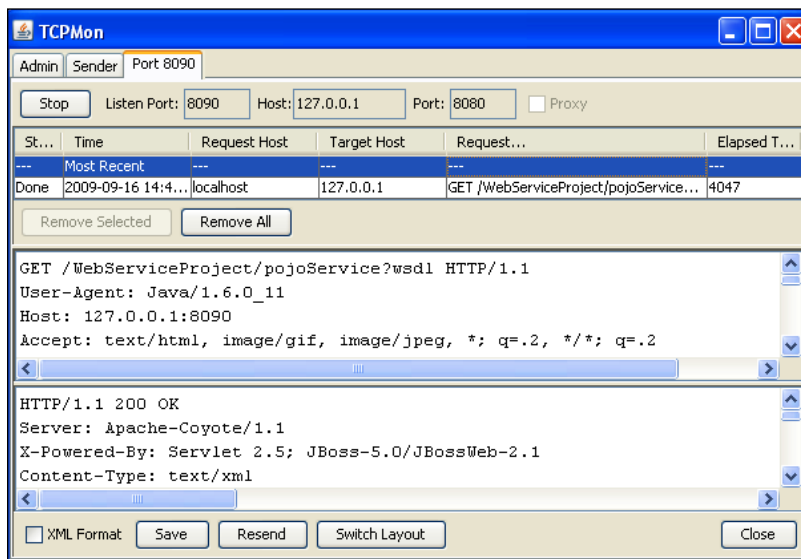 TCPMon
Admin Sender Port 8090
Stop Listen Port: 8090 Host: 127.0.0.1 Port: 8080 Proxy
St... Time Request Host Target Host Request... Elapsed T...
--- Most Recent --- --- --- ---
Done 2009-09-16 14:4... localhost 127.0.0.1 GET /WebServiceProject/pojoService... 4047
Remove Selected Remove All
GET /WebServiceProject/pojoService?wsdl HTTP/1.1
User-Agent: Java/1.6.0_11
Host: 127.0.0.1:8090
Accept: text/html, image/gif, image/jpeg, *; q=.2, */*; q=.2
HTTP/1.1 200 OK
Server: Apache-Coyote/1.1
X-Powered-By: Servlet 2.5; JBoss-5.0/JBossWeb-2.1
Content-Type: text/xml
XML Format Save Resend Switch Layout Close